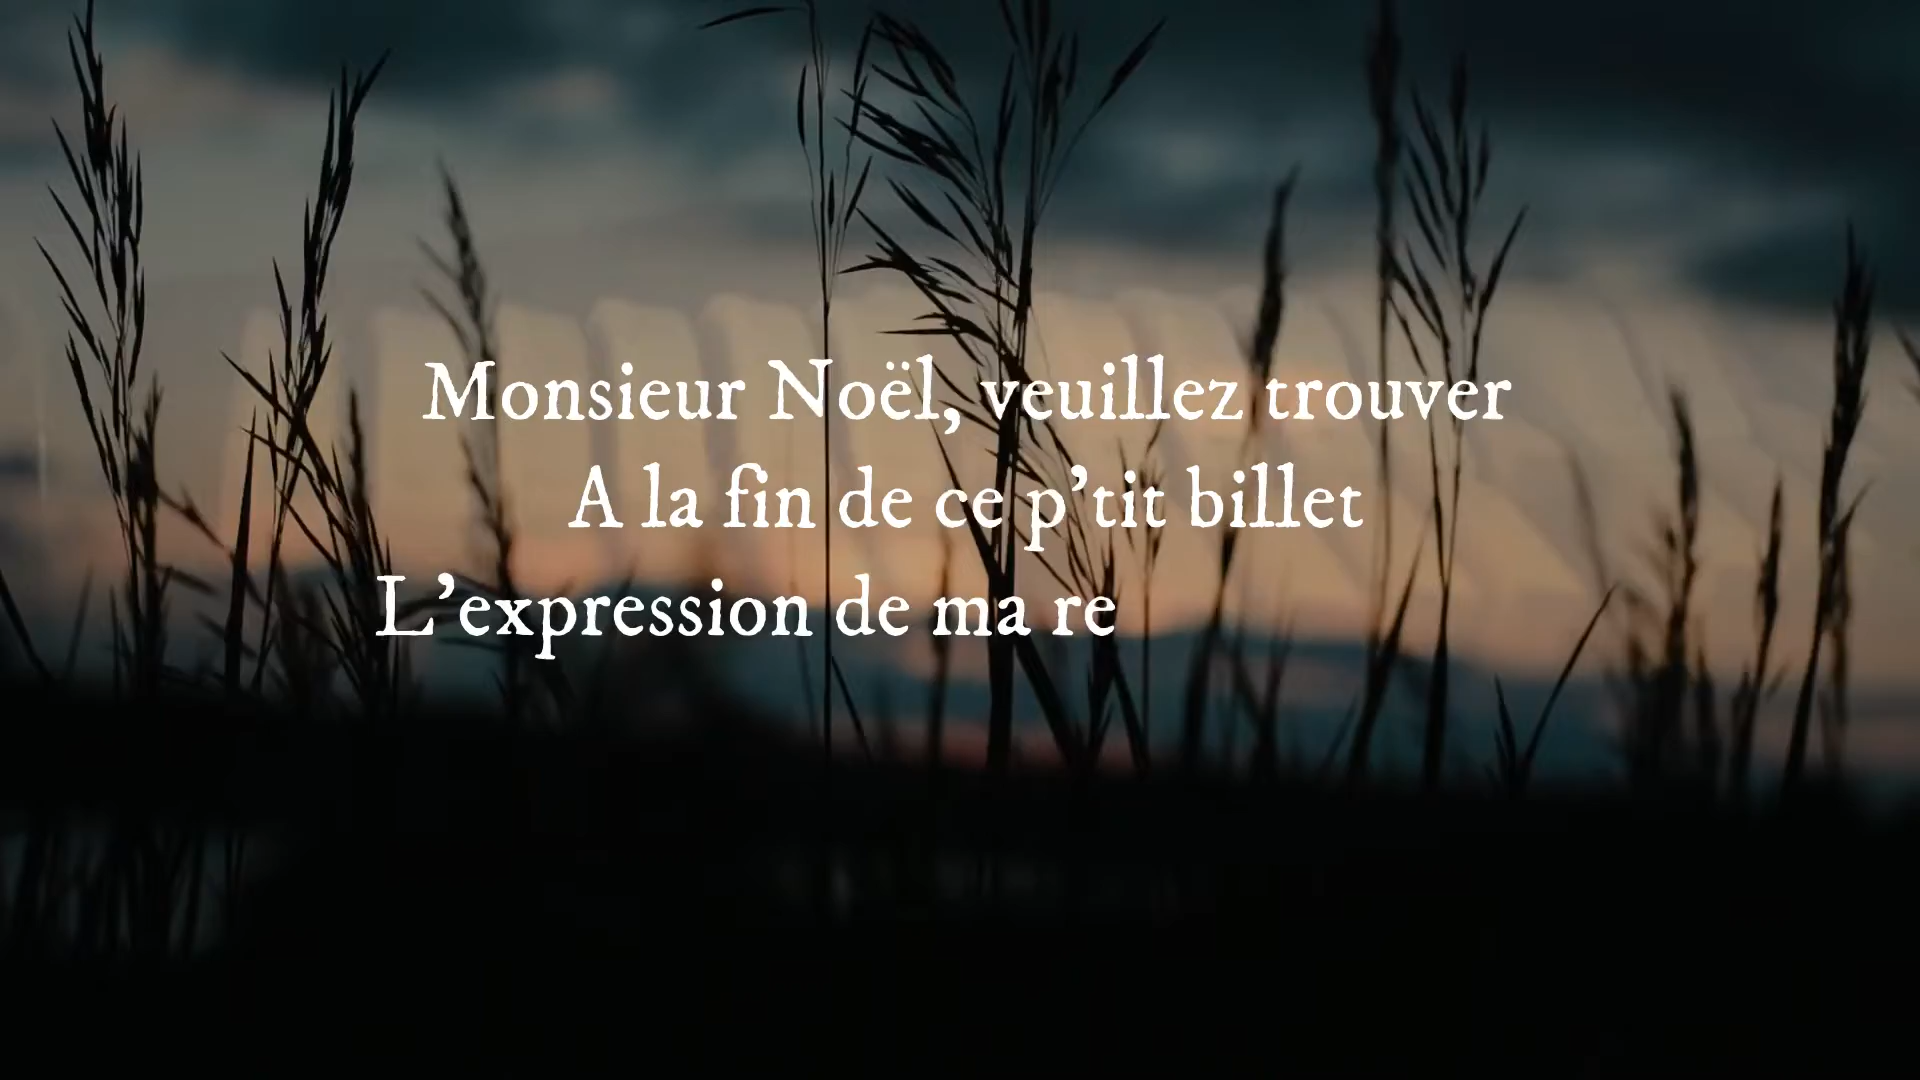 Monsieur Noël, veuillez trouver
A la fin de ce p’tit billet
L’expression de ma re